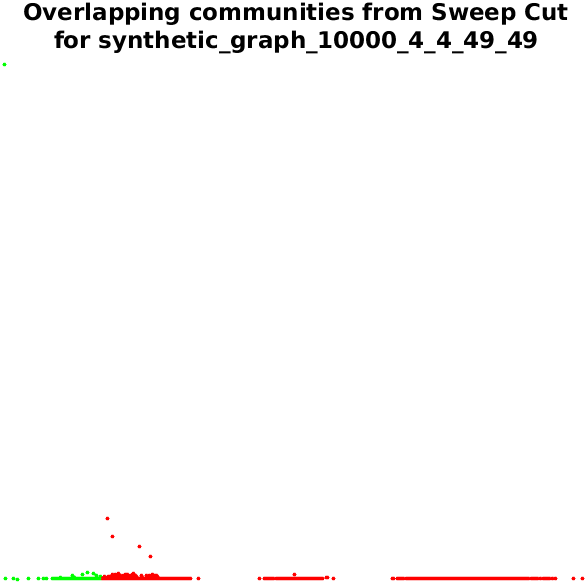 Overlapping communities from Sweep Cut
for synthetic_graph_10000_4_4_49_49